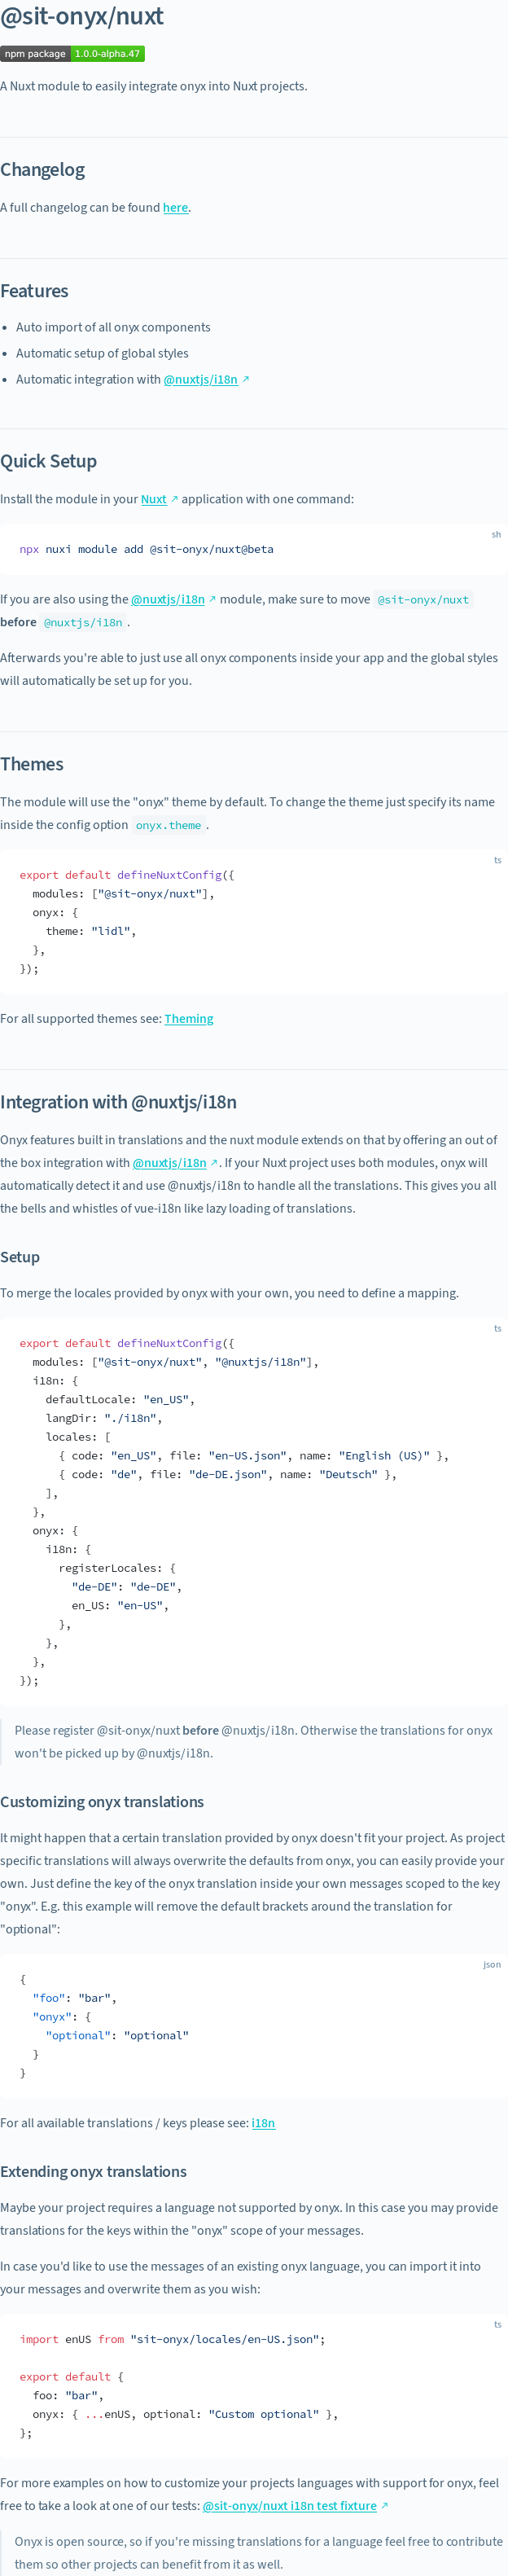 @sit-onyx/nuxt
npm package 1.0.0-alpha.47
A Nuxt module to easily integrate onyx into Nuxt projects.
Changelog
A full changelog can be found here.
Features
• Auto import of all onyx components
• Automatic setup of global styles
• Automatic integration with @nuxtjs/i18n ↗
Quick Setup
Install the module in your Nuxt ↗ application with one command:
sh
npx nuxi module add @sit-onyx/nuxt@beta
If you are also using the @nuxtjs/i18n ↗ module, make sure to move @sit-onyx/nuxt
before @nuxtjs/i18n .
Afterwards you're able to just use all onyx components inside your app and the global styles
will automatically be set up for you.
Themes
The module will use the "onyx" theme by default. To change the theme just specify its name
inside the config option onyx.theme .
ts
export default defineNuxtConfig({
  modules: ["@sit-onyx/nuxt"],
  onyx: {
    theme: "lidl",
  },
});
For all supported themes see: Theming
Integration with @nuxtjs/i18n
Onyx features built in translations and the nuxt module extends on that by offering an out of
the box integration with @nuxtjs/i18n ↗. If your Nuxt project uses both modules, onyx will
automatically detect it and use @nuxtjs/i18n to handle all the translations. This gives you all
the bells and whistles of vue-i18n like lazy loading of translations.
Setup
To merge the locales provided by onyx with your own, you need to define a mapping.
ts
export default defineNuxtConfig({
  modules: ["@sit-onyx/nuxt", "@nuxtjs/i18n"],
  i18n: {
    defaultLocale: "en_US",
    langDir: "./i18n",
    locales: [
      { code: "en_US", file: "en-US.json", name: "English (US)" },
      { code: "de", file: "de-DE.json", name: "Deutsch" },
    ],
  },
  onyx: {
    i18n: {
      registerLocales: {
        "de-DE": "de-DE",
        en_US: "en-US",
      },
    },
  },
});
Please register @sit-onyx/nuxt before @nuxtjs/i18n. Otherwise the translations for onyx
won't be picked up by @nuxtjs/i18n.
Customizing onyx translations
It might happen that a certain translation provided by onyx doesn't fit your project. As project
specific translations will always overwrite the defaults from onyx, you can easily provide your
own. Just define the key of the onyx translation inside your own messages scoped to the key
"onyx". E.g. this example will remove the default brackets around the translation for
"optional":
json
{
  "foo": "bar",
  "onyx": {
    "optional": "optional"
  }
}
For all available translations / keys please see: i18n
Extending onyx translations
Maybe your project requires a language not supported by onyx. In this case you may provide
translations for the keys within the "onyx" scope of your messages.
In case you'd like to use the messages of an existing onyx language, you can import it into
your messages and overwrite them as you wish:
ts
import enUS from "sit-onyx/locales/en-US.json";
export default {
  foo: "bar",
  onyx: { ...enUS, optional: "Custom optional" },
};
For more examples on how to customize your projects languages with support for onyx, feel
free to take a look at one of our tests: @sit-onyx/nuxt i18n test fixture ↗
Onyx is open source, so if you're missing translations for a language feel free to contribute
them so other projects can benefit from it as well.